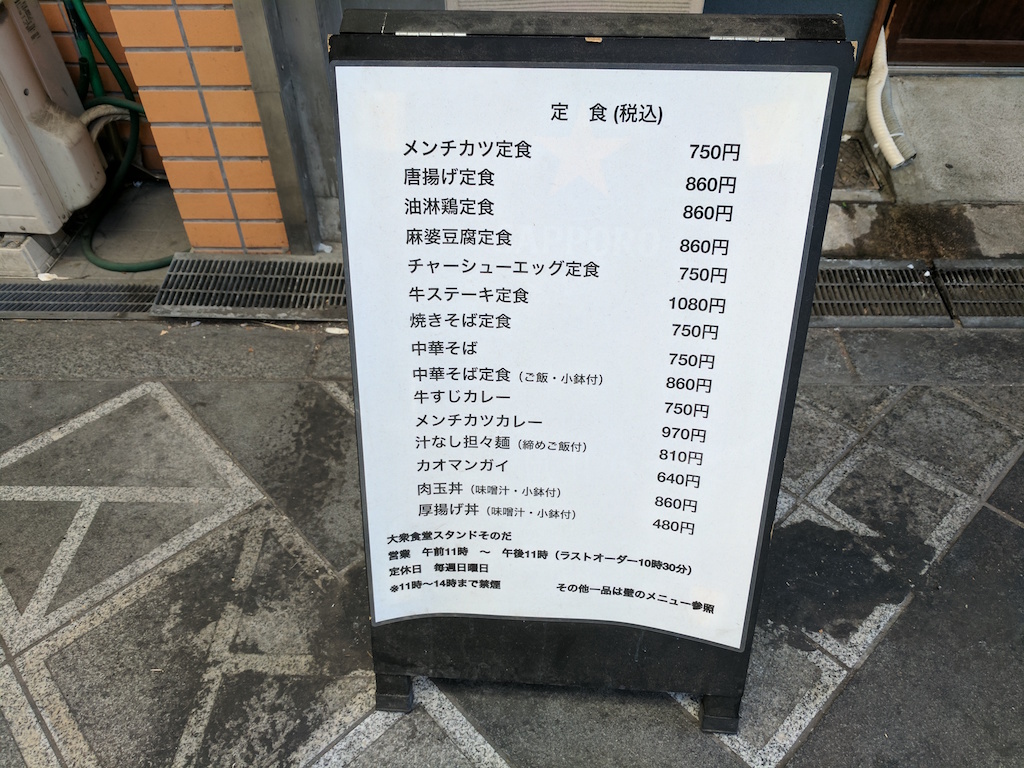 定 食 (税込)
メンチカツ定食 750円
唐揚げ定食 860円
油淋鶏定食 860円
麻婆豆腐定食 860円
チャーシューエッグ定食 750円
牛ステーキ定食 1080円
焼きそば定食 750円
中華そば 750円
中華そば定食（ご飯・小鉢付） 860円
牛すじカレー 750円
メンチカツカレー 970円
汁なし担々麺（締めご飯付） 810円
カオマンガイ 640円
肉玉丼（味噌汁・小鉢付） 860円
厚揚げ丼（味噌汁・小鉢付） 480円
大衆食堂スタンドそのだ
営業 午前11時 〜 午後11時（ラストオーダー10時30分）
定休日 毎週日曜日
※11時〜14時まで禁煙 その他一品は壁のメニュー参照
SAPPORO